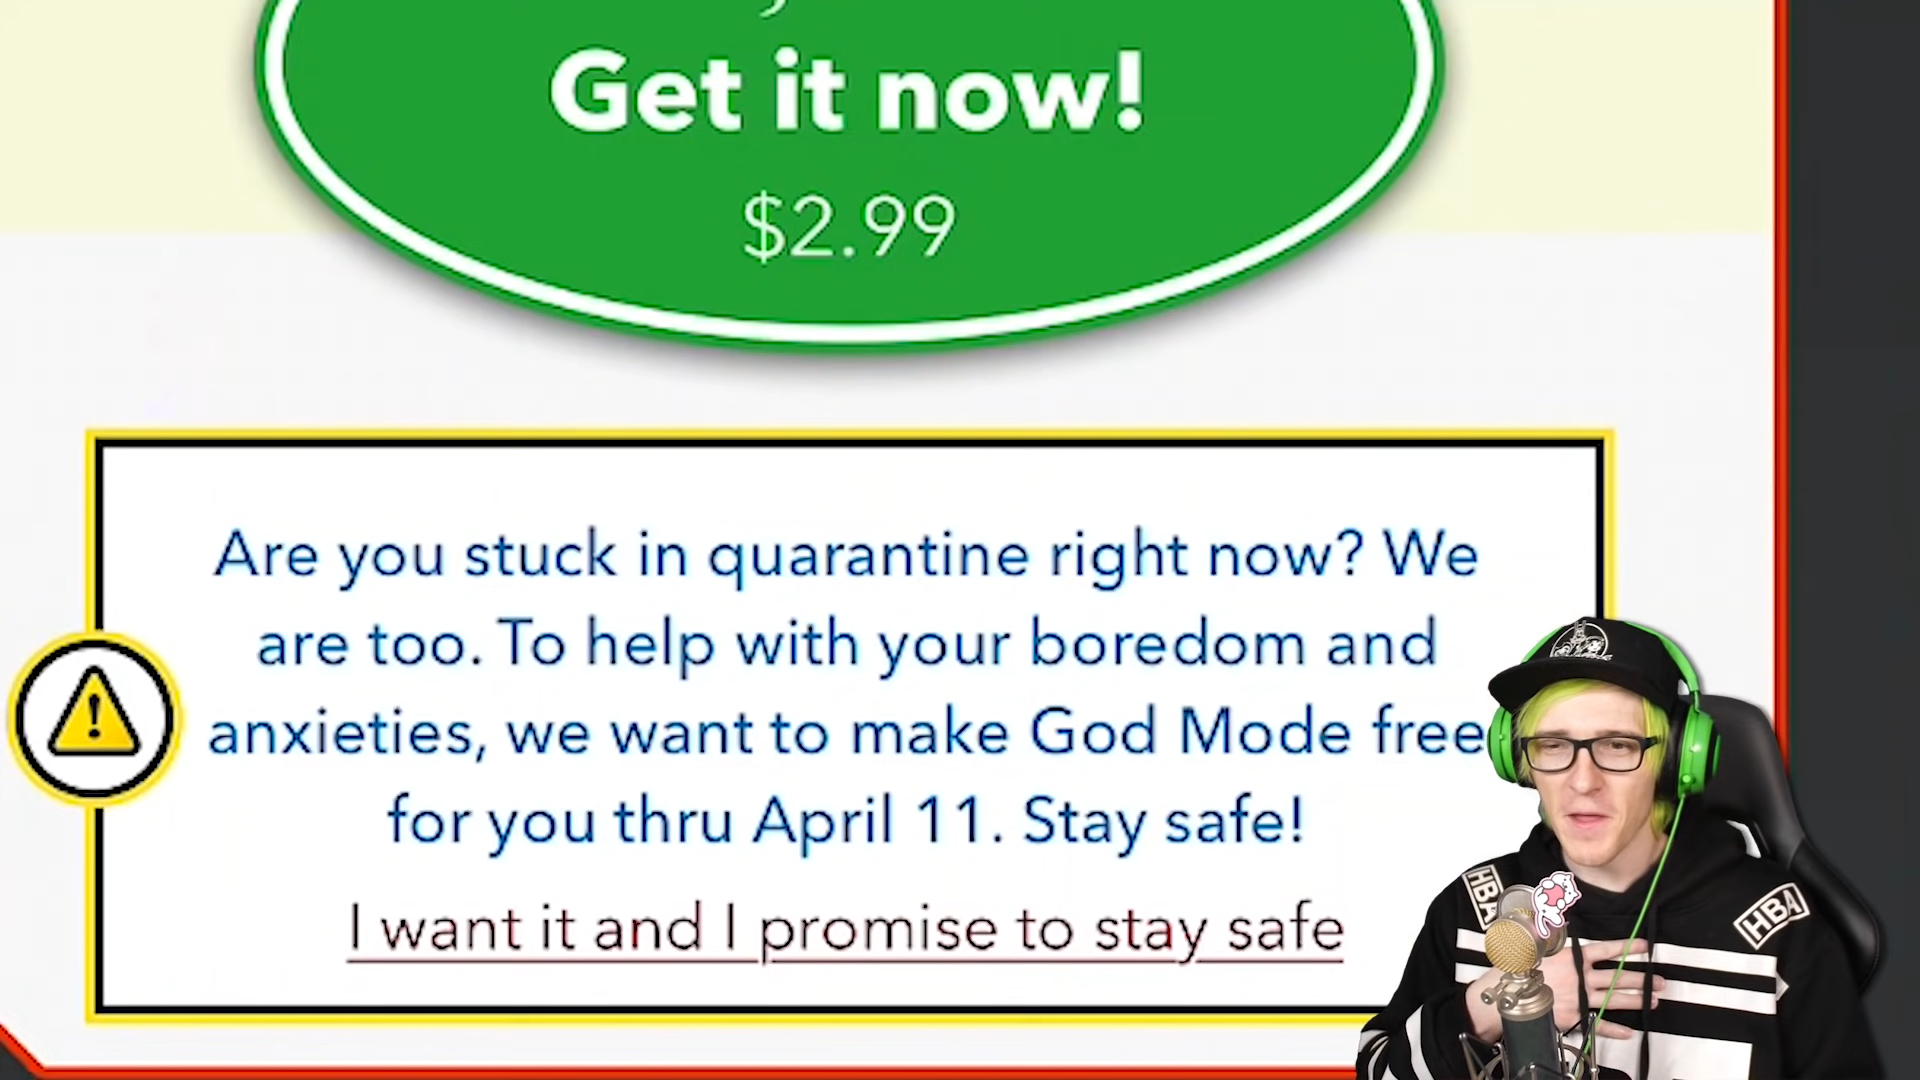 Get it now!
$2.99
Are you stuck in quarantine right now? We
are too. To help with your boredom and
anxieties, we want to make God Mode free
for you thru April 11. Stay safe!
I want it and I promise to stay safe
HBA
HBA